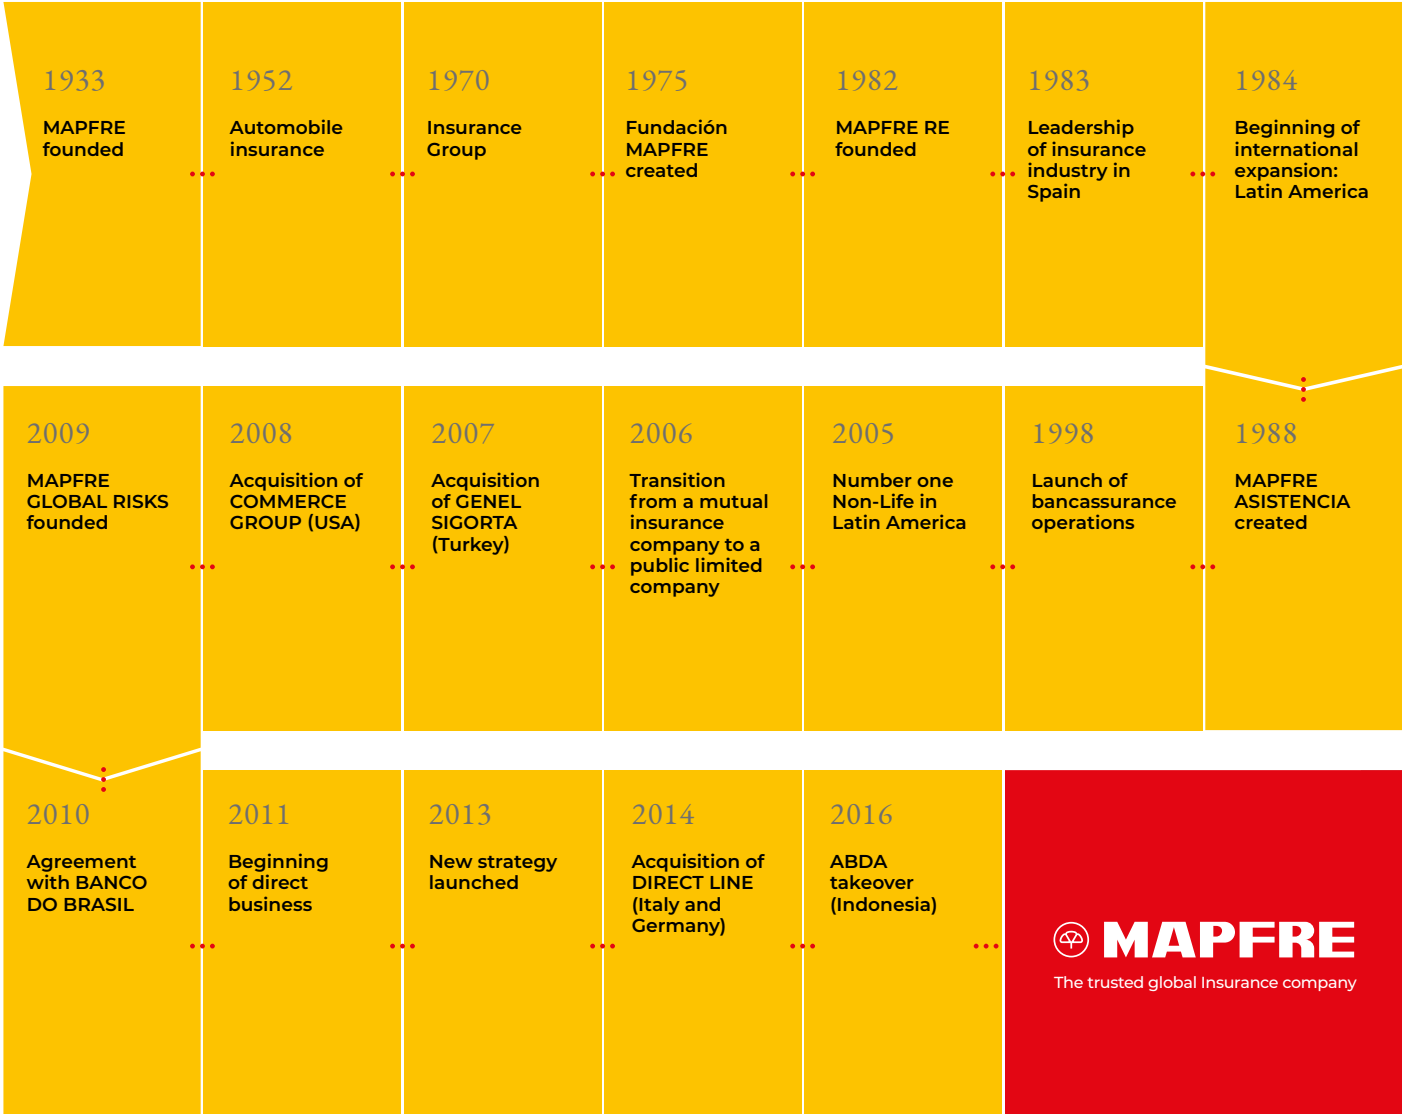 1933
MAPFRE
founded
1952
Automobile
insurance
1970
Insurance
Group
1975
Fundación
MAPFRE
created
1982
MAPFRE RE
founded
1983
Leadership
of insurance
industry in
Spain
1984
Beginning of
international
expansion:
Latin America
1988
MAPFRE
ASISTENCIA
created
1998
Launch of
bancassurance
operations
2005
Number one
Non-Life in
Latin America
2006
Transition
from a mutual
insurance
company to a
public limited
company
2007
Acquisition
of GENEL
SIGORTA
(Turkey)
2008
Acquisition of
COMMERCE
GROUP (USA)
2009
MAPFRE
GLOBAL RISKS
founded
2010
Agreement
with BANCO
DO BRASIL
2011
Beginning
of direct
business
2013
New strategy
launched
2014
Acquisition of
DIRECT LINE
(Italy and
Germany)
2016
ABDA
takeover
(Indonesia)
MAPFRE
The trusted global Insurance company